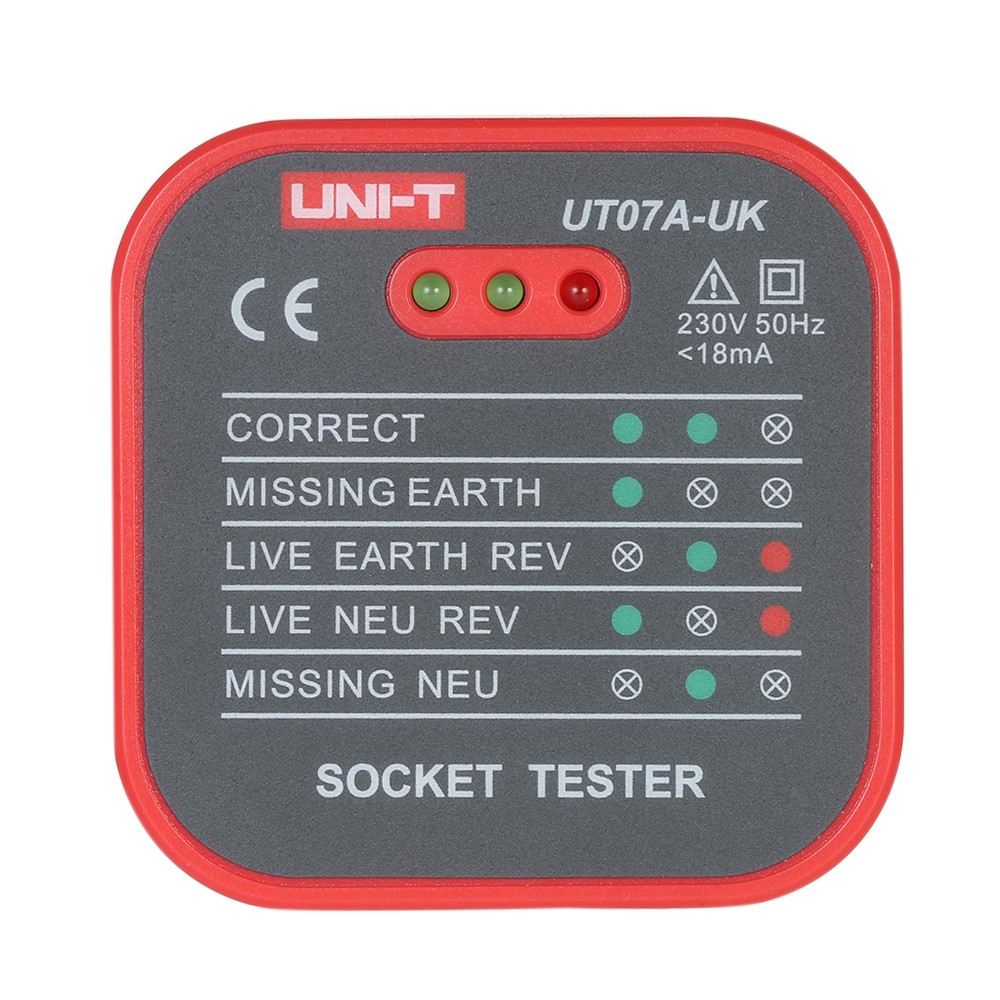 UNI-T
UT07A-UK
CE
230V 50Hz
<18mA
CORRECT
MISSING EARTH
LIVE EARTH REV
LIVE NEU REV
MISSING NEU
SOCKET TESTER